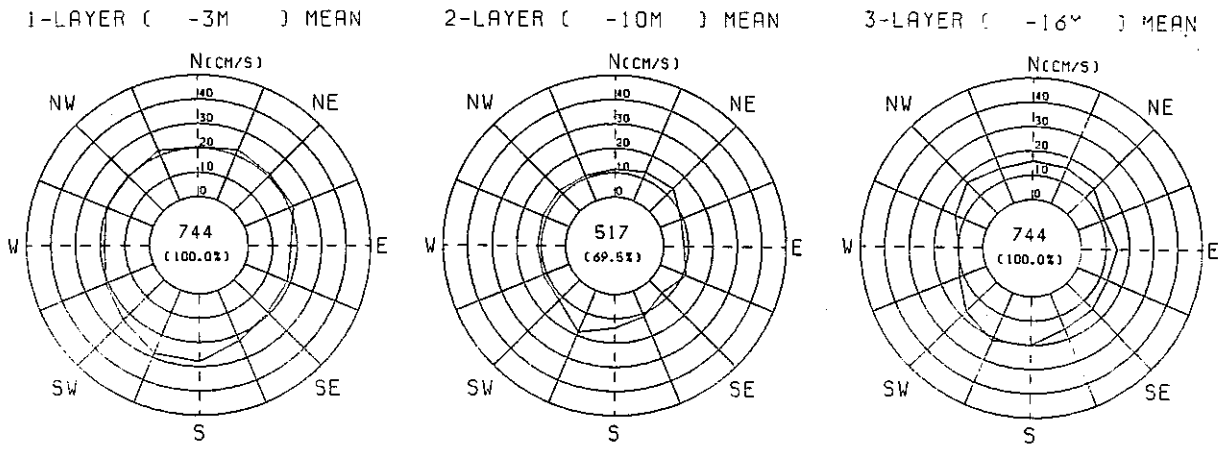 1-LAYER ( -3M ) MEAN
N(CM/S)
NW
NE
40
30
20
10
0
W
744
(100.0%)
E
SW
SE
S
2-LAYER ( -10M ) MEAN
N(CM/S)
NW
NE
40
30
20
10
0
W
517
(69.5%)
E
SW
SE
S
3-LAYER ( -16M ) MEAN
N(CM/S)
NW
NE
40
30
20
10
0
W
744
(100.0%)
E
SW
SE
S